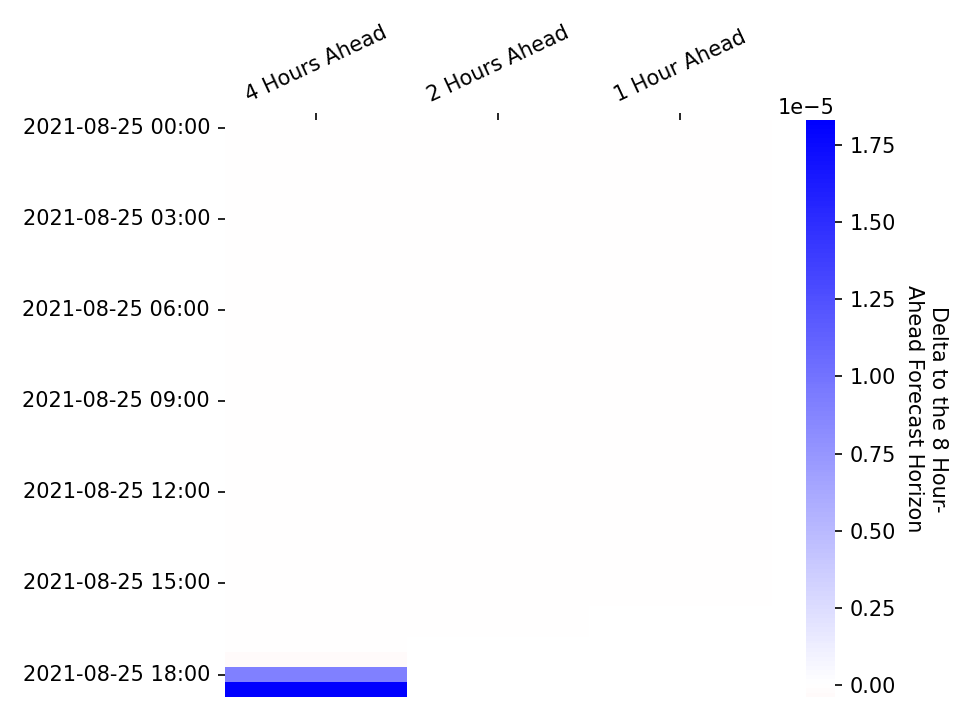 4 Hours Ahead
2 Hours Ahead
1 Hour Ahead
1e−5
2021-08-25 00:00
2021-08-25 03:00
2021-08-25 06:00
2021-08-25 09:00
2021-08-25 12:00
2021-08-25 15:00
2021-08-25 18:00
1.75
1.50
1.25
1.00
0.75
0.50
0.25
0.00
Delta to the 8 Hour-
Ahead Forecast Horizon